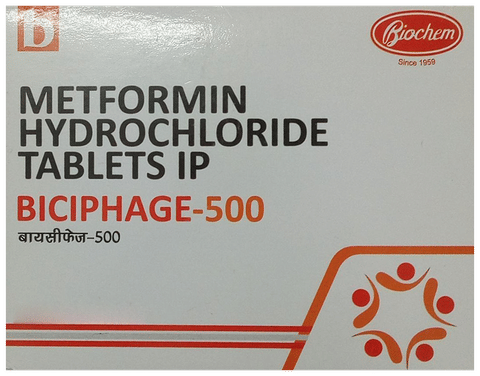 b
Biochem
Since 1959
METFORMIN
HYDROCHLORIDE
TABLETS IP
BICIPHAGE-500
बायसीफेज-500